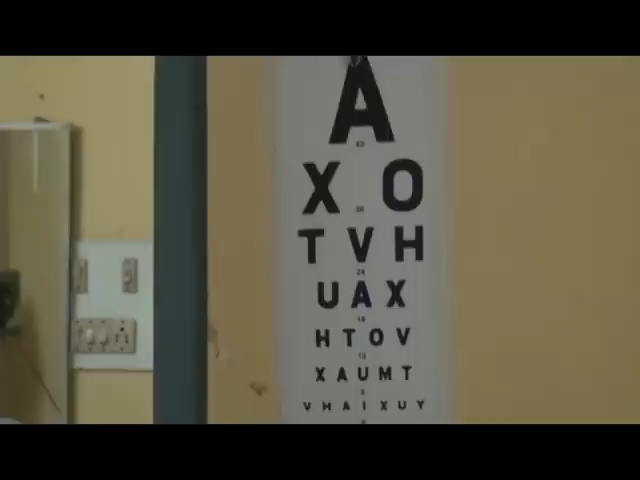 A
X O
T V H
U A X
H T O V
X A U M T
V H A I X U Y